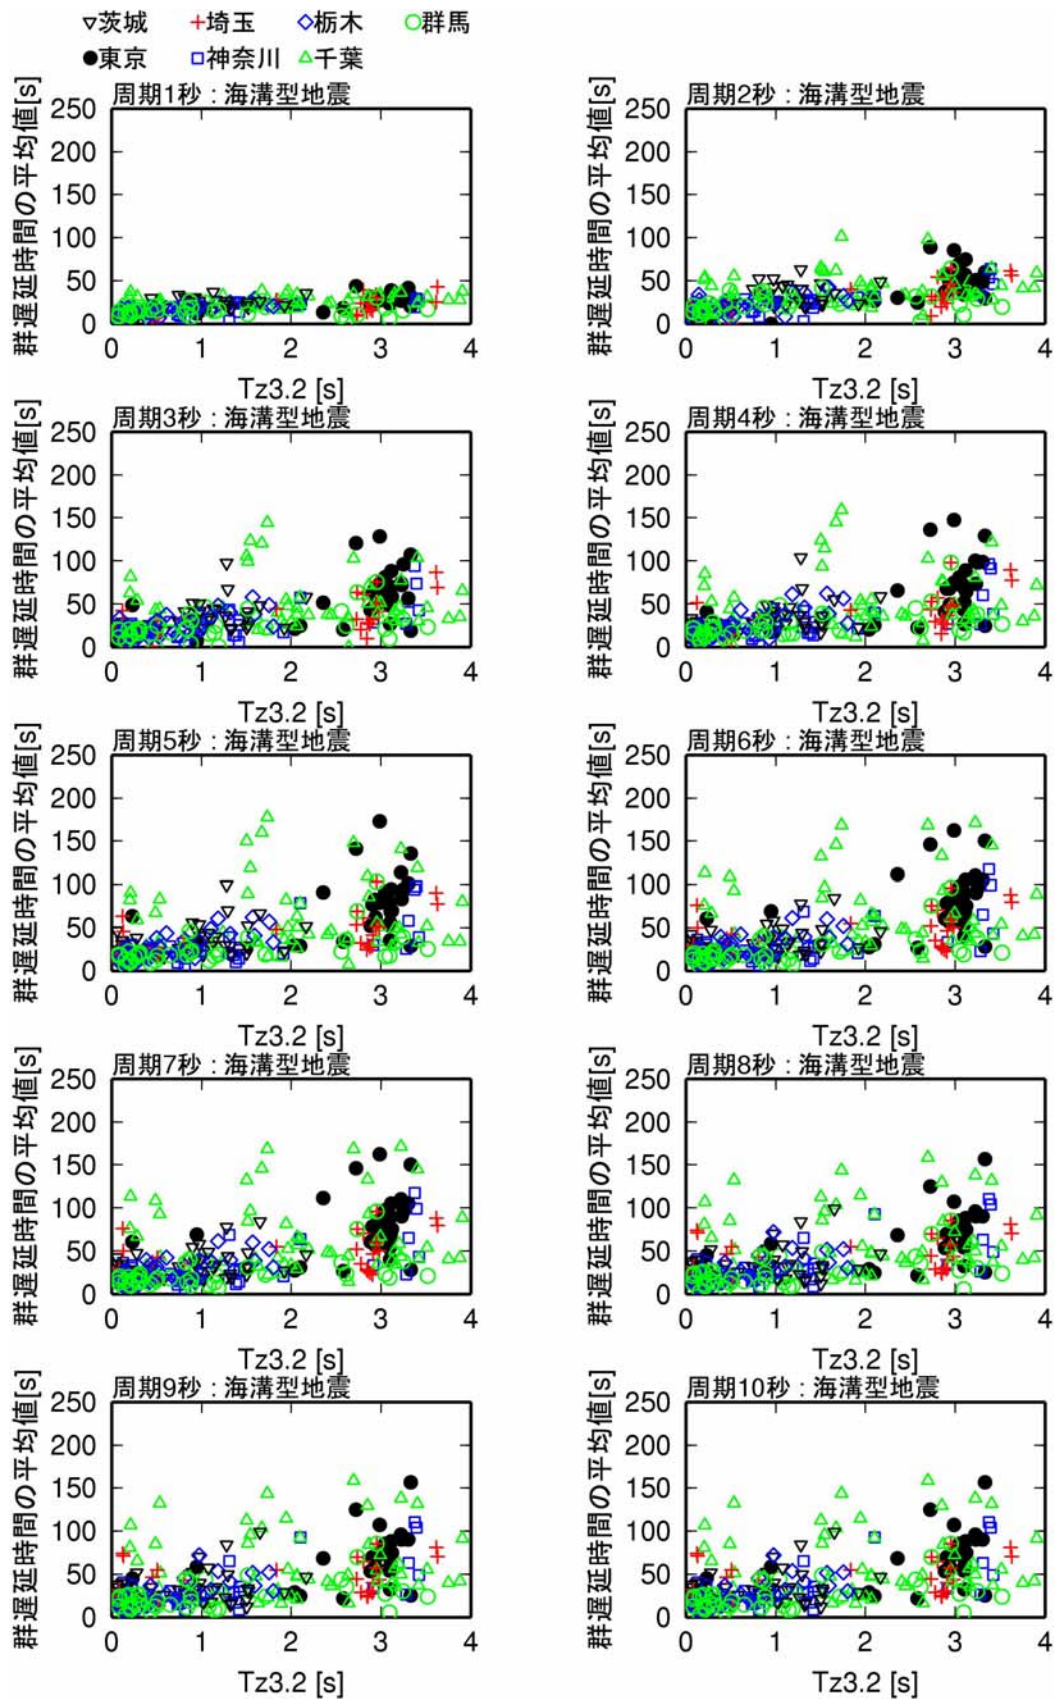 ▽茨城 +埼玉 ◇栃木 ○群馬
●東京 □神奈川 △千葉
周期1秒 : 海溝型地震
群遅延時間の平均値[s]
250
200
150
100
50
0
0 1 2 3 4
Tz3.2 [s]
周期2秒 : 海溝型地震
群遅延時間の平均値[s]
250
200
150
100
50
0
0 1 2 3 4
Tz3.2 [s]
周期3秒 : 海溝型地震
群遅延時間の平均値[s]
250
200
150
100
50
0
0 1 2 3 4
Tz3.2 [s]
周期4秒 : 海溝型地震
群遅延時間の平均値[s]
250
200
150
100
50
0
0 1 2 3 4
Tz3.2 [s]
周期5秒 : 海溝型地震
群遅延時間の平均値[s]
250
200
150
100
50
0
0 1 2 3 4
Tz3.2 [s]
周期6秒 : 海溝型地震
群遅延時間の平均値[s]
250
200
150
100
50
0
0 1 2 3 4
Tz3.2 [s]
周期7秒 : 海溝型地震
群遅延時間の平均値[s]
250
200
150
100
50
0
0 1 2 3 4
Tz3.2 [s]
周期8秒 : 海溝型地震
群遅延時間の平均値[s]
250
200
150
100
50
0
0 1 2 3 4
Tz3.2 [s]
周期9秒 : 海溝型地震
群遅延時間の平均値[s]
250
200
150
100
50
0
0 1 2 3 4
Tz3.2 [s]
周期10秒 : 海溝型地震
群遅延時間の平均値[s]
250
200
150
100
50
0
0 1 2 3 4
Tz3.2 [s]